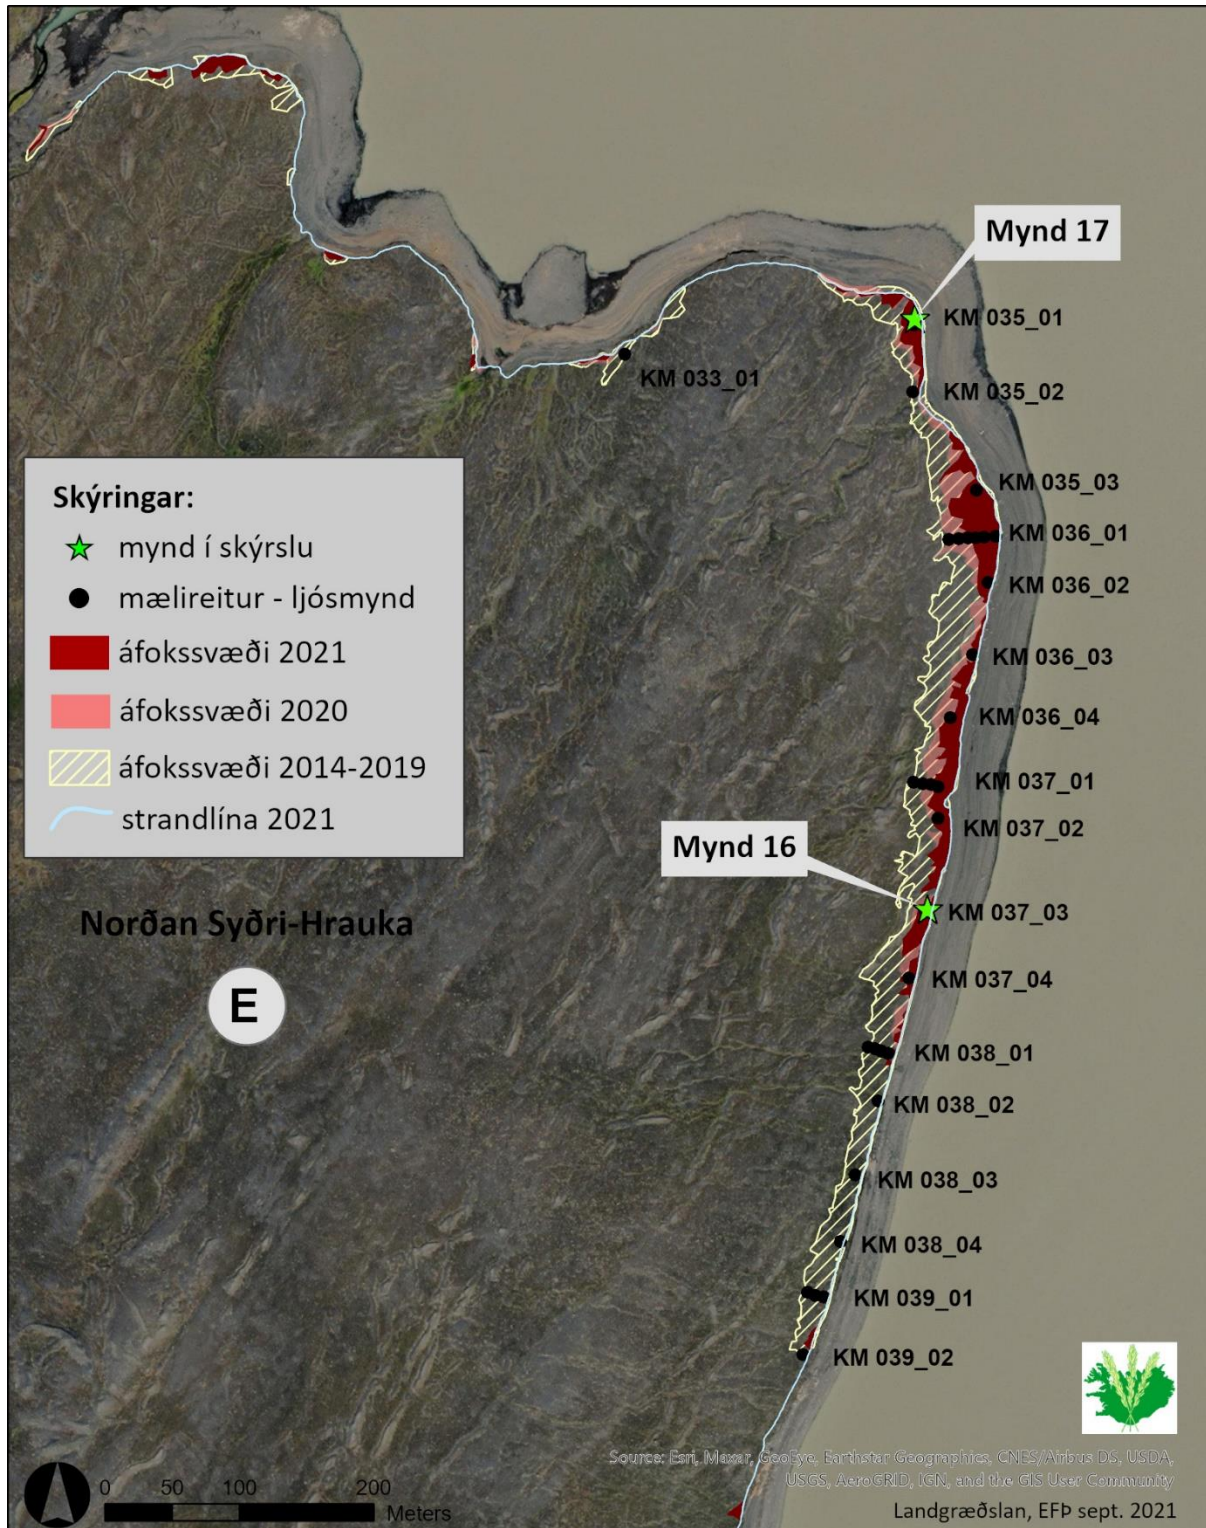 Mynd 17
KM 035_01
KM 033_01
KM 035_02
KM 035_03
KM 036_01
KM 036_02
KM 036_03
KM 036_04
KM 037_01
KM 037_02
Mynd 16
KM 037_03
KM 037_04
KM 038_01
KM 038_02
KM 038_03
KM 038_04
KM 039_01
KM 039_02
Skýringar:
mynd í skýrslu
mælireitur - ljósmynd
áfokssvæði 2021
áfokssvæði 2020
áfokssvæði 2014-2019
strandlína 2021
Norðan Syðri-Hrauka
E
0 50 100 200
Meters
Source: Esri, Maxar, GeoEye, Earthstar Geographics, CNES/Airbus DS, USDA,
USGS, AeroGRID, IGN, and the GIS User Community
Landgræðslan, EFÞ sept. 2021